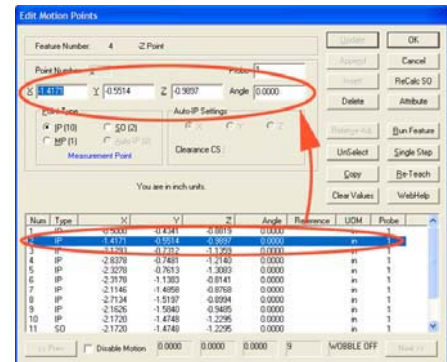 Edit Motion Points
Feature Number: 4 -Z Point
Update OK
Append Cancel
Point Number: Probe 1
Insert ReCalc SO
X -1.4171 Y -0.5514 Z -0.9897 Angle 0.0000
Delete Attribute
Point Type Auto-IP Settings
IP (10) SO (2) X Y Z
Run Feature
MP (1) Auto-IP Clearance CS :
Measurement Point
UnSelect Single Step
Copy Re-Teach
You are in inch units.
Clear Values WebHelp
Num Type X Y Z Angle Reference UOM Probe
1 IP -0.5000 -0.4341 -0.8819 0.0000 in 1
2 IP -1.4171 -0.5514 -0.9897 0.0000 in 1
3 IP 0.0000 in 1
4 IP -2.8378 -0.7481 -1.2140 0.0000 in 1
5 IP -2.3278 -0.7613 -1.3083 0.0000 in 1
6 IP -2.3178 -1.1383 -0.8141 0.0000 in 1
7 IP -2.1146 -1.4858 -0.8768 0.0000 in 1
8 IP -2.7134 -1.5197 -0.8994 0.0000 in 1
9 IP -2.1626 -1.5840 -0.9485 0.0000 in 1
10 IP -2.1720 -1.4748 -1.2295 0.0000 in 1
11 SO -2.1720 -1.4748 -1.2295 0.0000 in 1
<< Prev Disable Motion 0.0000 0.0000 0.0000 9 WOBBLE OFF Next >>